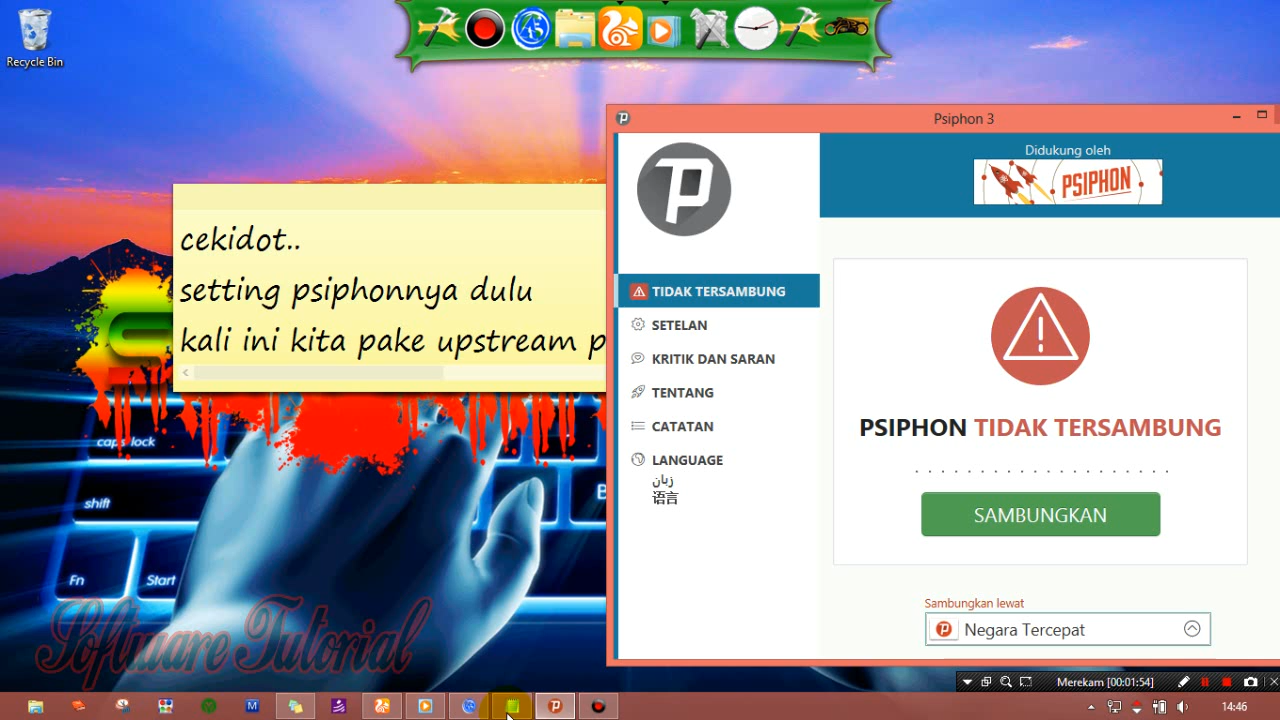 Recycle Bin
Psiphon 3
Didukung oleh
PSIPHON
cekidot..
setting psiphonnya dulu
kali ini kita pake upstream p
TIDAK TERSAMBUNG
SETELAN
KRITIK DAN SARAN
TENTANG
CATATAN
LANGUAGE
زبان
语言
PSIPHON TIDAK TERSAMBUNG
SAMBUNGKAN
Sambungkan lewat
Negara Tercepat
caps lock
shift
Fn
Start
Software Tutorial
Merekam [00:01:54]
14:46